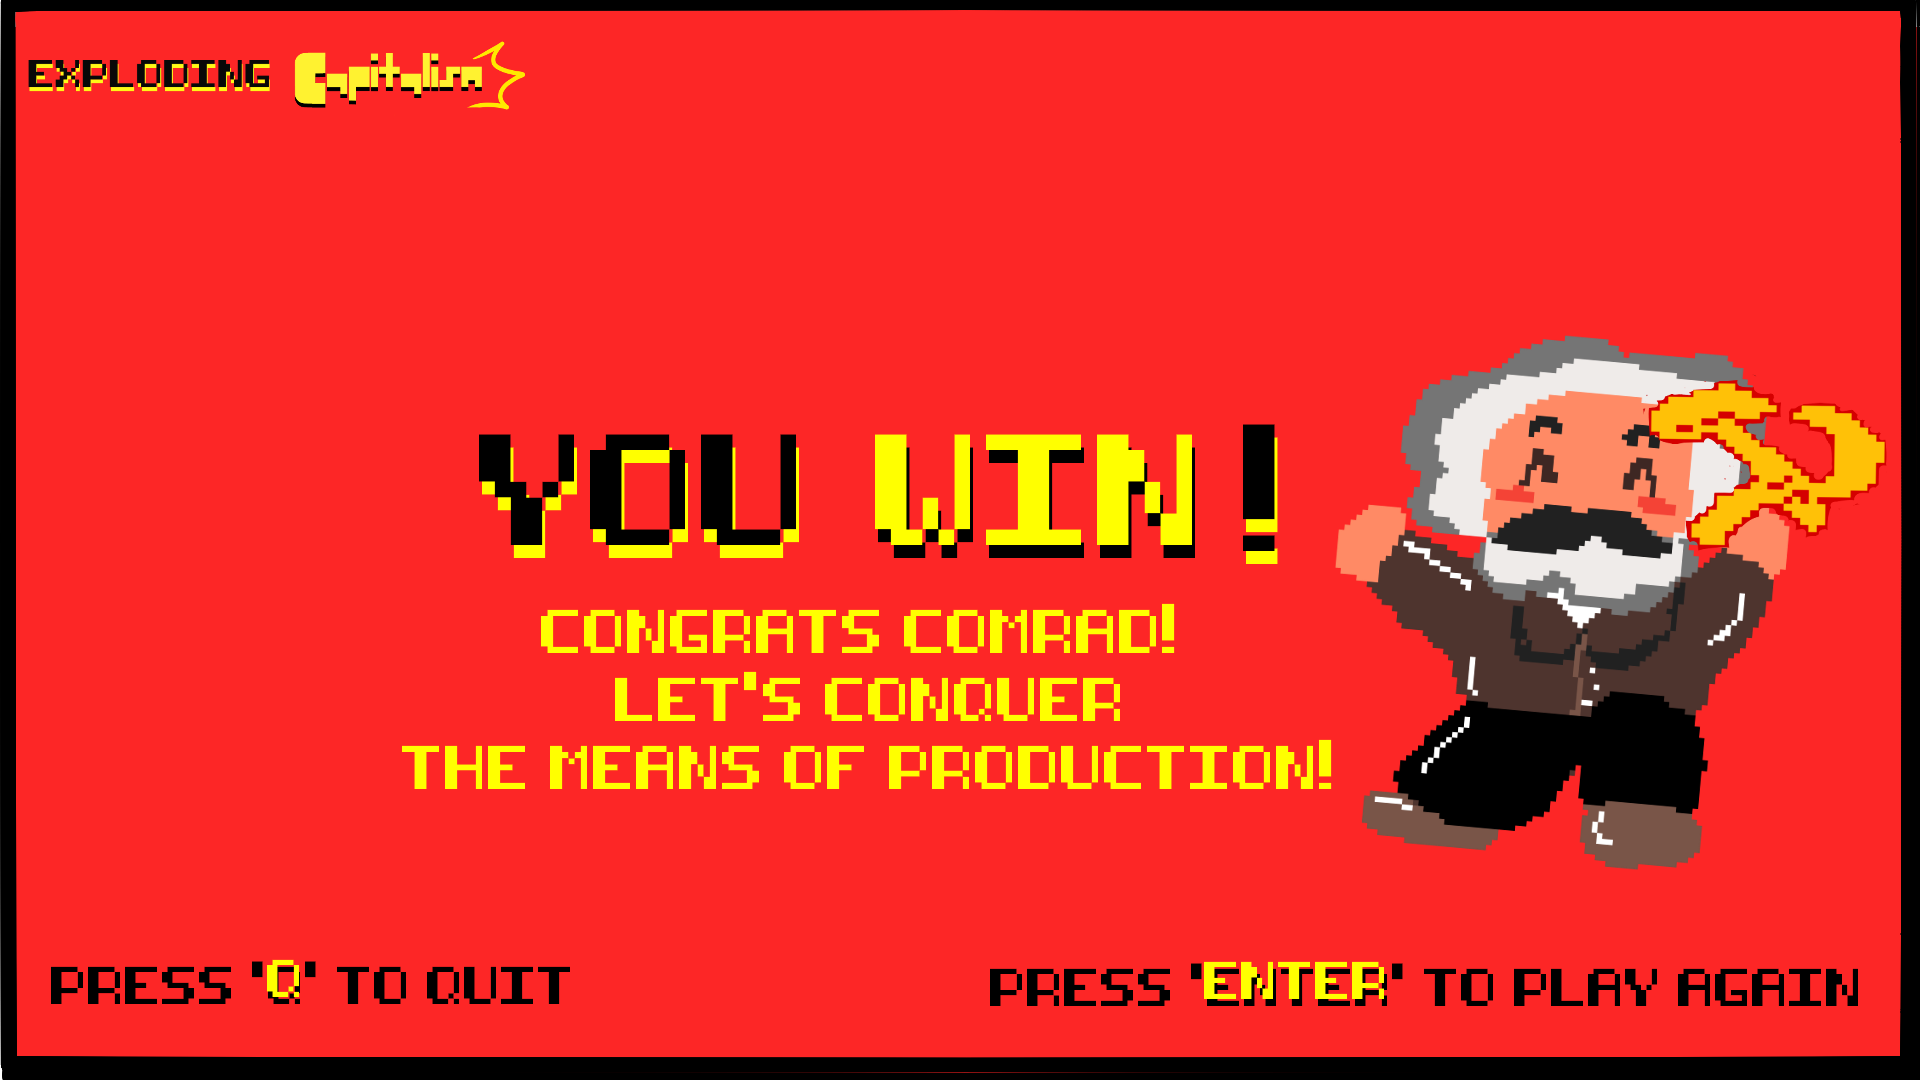 EXPLODING Capitalism
YOU WIN!
CONGRATS COMRAD!
LET'S CONQUER
THE MEANS OF PRODUCTION!
PRESS 'Q' TO QUIT
PRESS 'ENTER' TO PLAY AGAIN